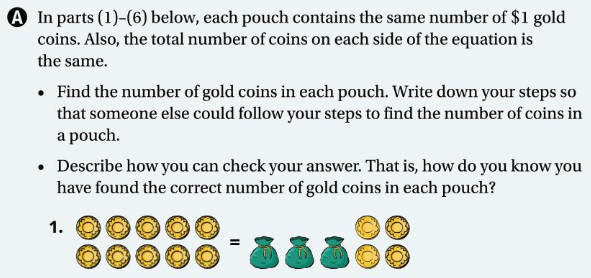 A In parts (1)–(6) below, each pouch contains the same number of $1 gold
coins. Also, the total number of coins on each side of the equation is
the same.
• Find the number of gold coins in each pouch. Write down your steps so
that someone else could follow your steps to find the number of coins in
a pouch.
• Describe how you can check your answer. That is, how do you know you
have found the correct number of gold coins in each pouch?
1.
=